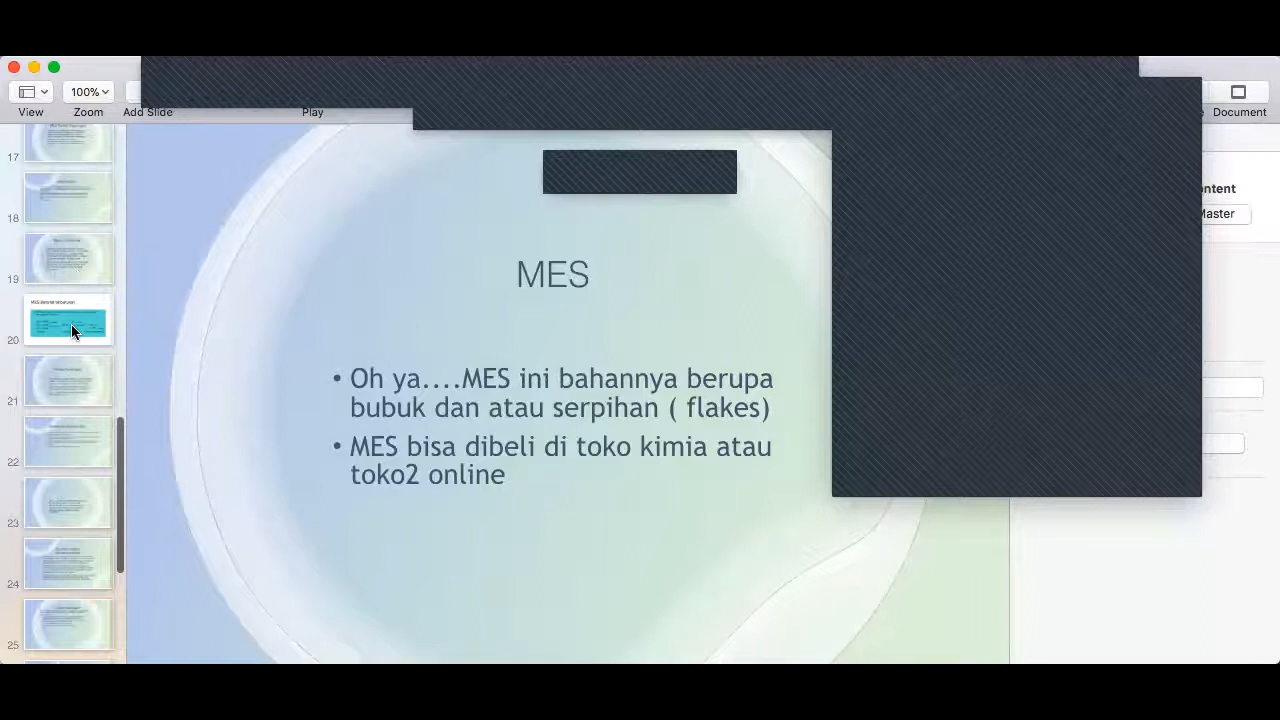 100%
View
Zoom
Add Slide
Play
Document
ntent
Master
17
18
19
20
21
22
23
24
25
MES
• Oh ya....MES ini bahannya berupa
bubuk dan atau serpihan ( flakes)
• MES bisa dibeli di toko kimia atau
toko2 online